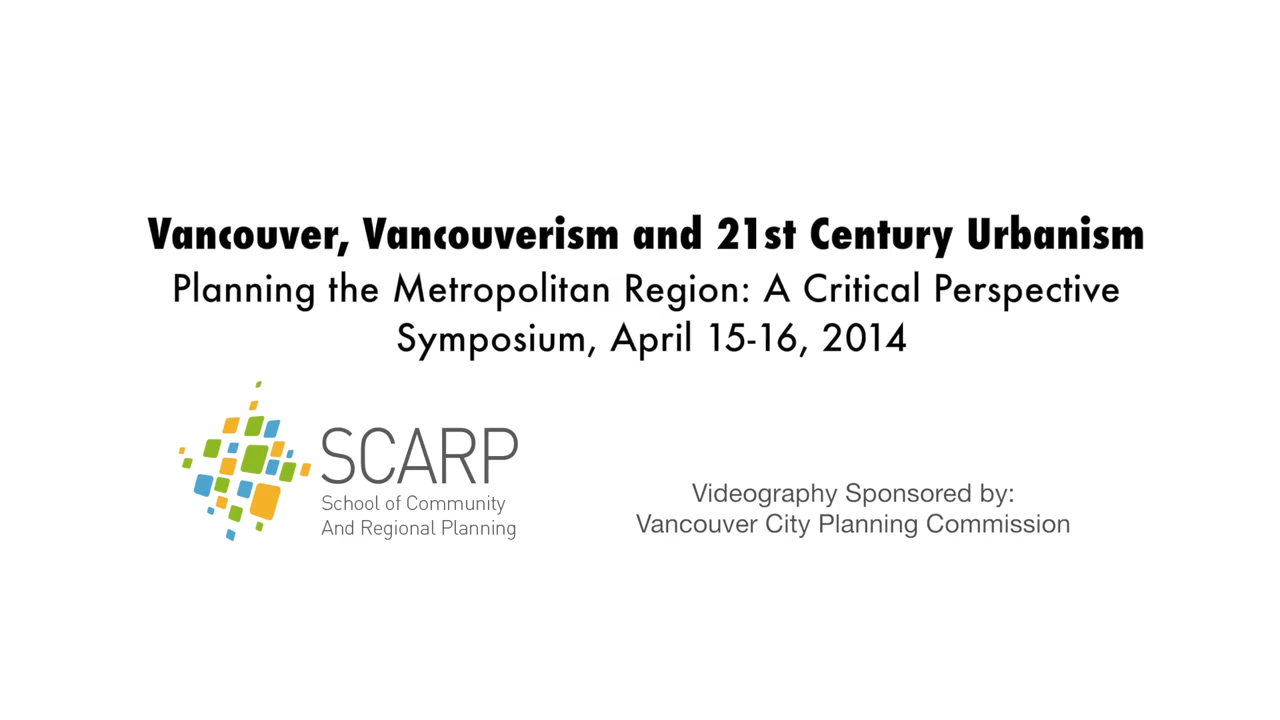 Vancouver, Vancouverism and 21st Century Urbanism
Planning the Metropolitan Region: A Critical Perspective
Symposium, April 15-16, 2014
SCARP
School of Community
And Regional Planning
Videography Sponsored by:
Vancouver City Planning Commission